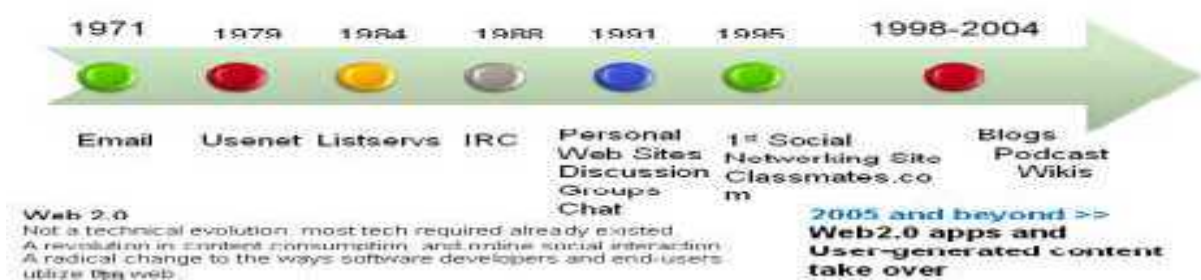 1971
1979
1984
1988
1991
1995
1998-2004
Email
Usenet
Listservs
IRC
Personal
Web Sites
Discussion
Groups
Chat
1st Social
Networking Site
Classmates.co
m
Blogs
Podcast
Wikis
Web 2.0
Not a technical evolution most tech required already existed
A revolution in content consumption and online social interaction
A radical change to the ways software developers and end-users
utilize the web
2005 and beyond >>
Web2.0 apps and
User-generated content
take over